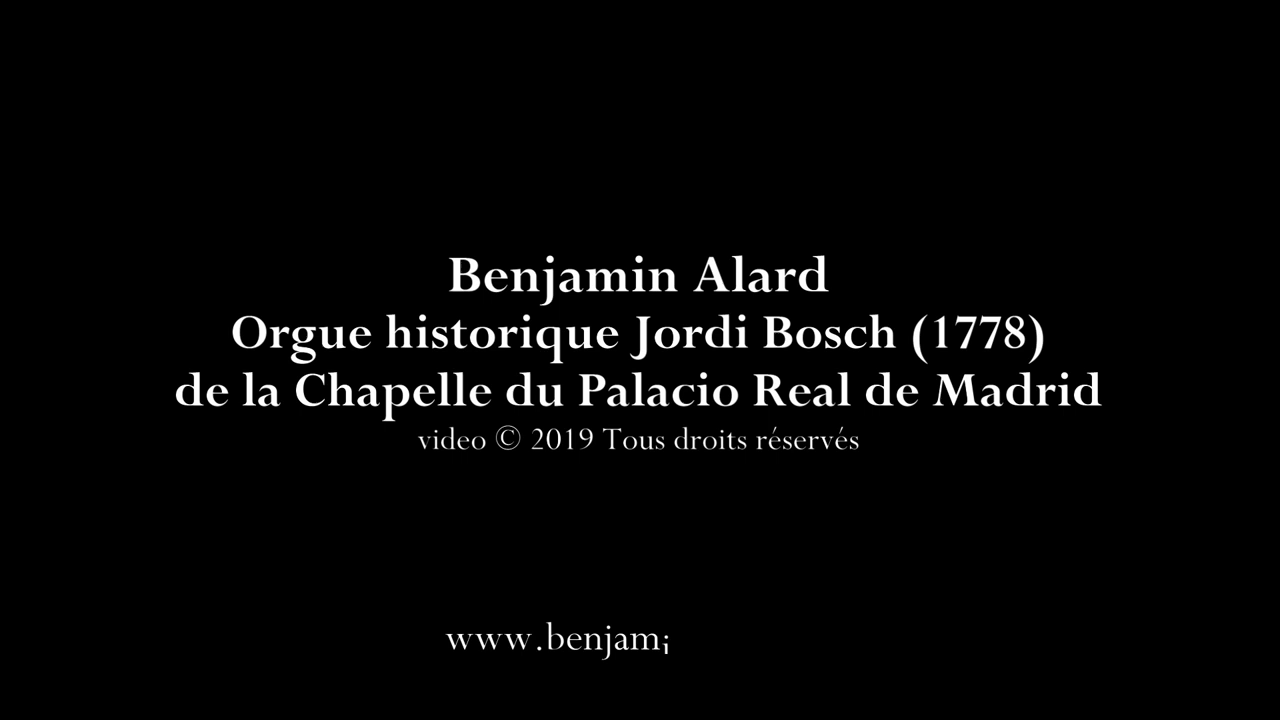 Benjamin Alard
Orgue historique Jordi Bosch (1778)
de la Chapelle du Palacio Real de Madrid
video © 2019 Tous droits réservés
www.benjami